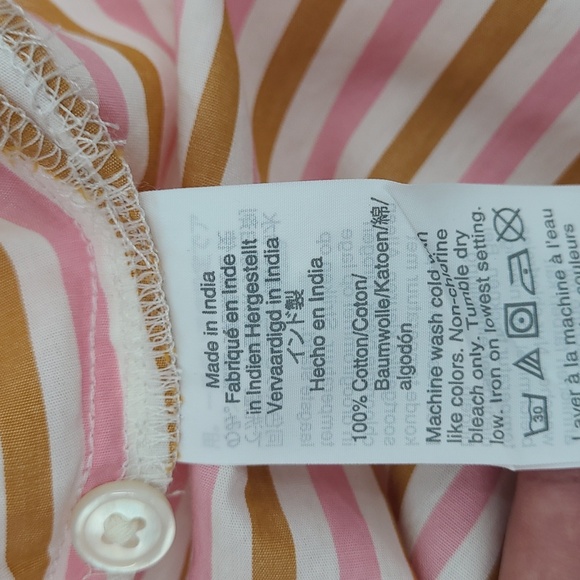 Made in India
Fabriqué en Inde
in Indien Hergestellt
Vervaardigd in India
インド製
Hecho en India
100% Cotton/Coton/
Baumwolle/Katoen/綿/
algodón
Machine wash cold
like colors. Non-chlorine
bleach only. Tumble dry
low. Iron on lowest setting.
30
Laver à la machine à l'eau